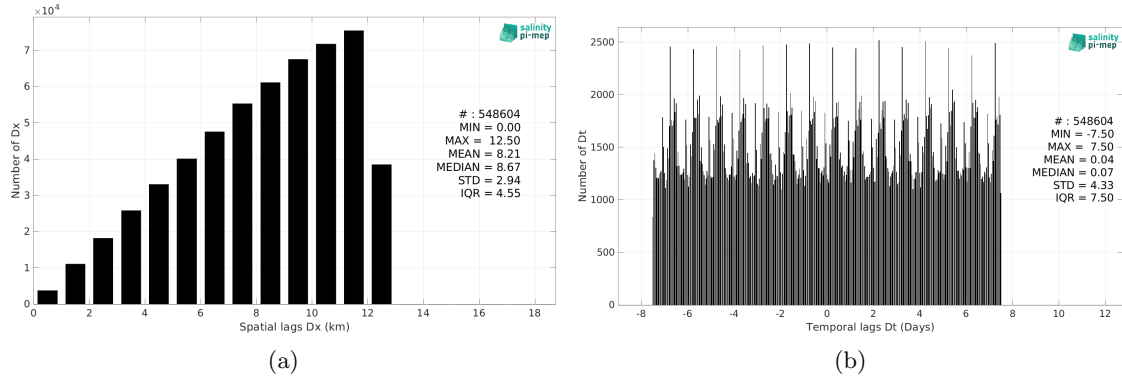 ×10^4
7
6
5
4
3
2
1
0
Number of Dx
0 2 4 6 8 10 12 14 16 18
Spatial lags Dx (km)
salinity
pi-mep
# : 548604
MIN = 0.00
MAX = 12.50
MEAN = 8.21
MEDIAN = 8.67
STD = 2.94
IQR = 4.55
(a)
2500
2000
1500
1000
500
0
Number of Dt
-8 -6 -4 -2 0 2 4 6 8 10 12
Temporal lags Dt (Days)
salinity
pi-mep
# : 548604
MIN = -7.50
MAX = 7.50
MEAN = 0.04
MEDIAN = 0.07
STD = 4.33
IQR = 7.50
(b)